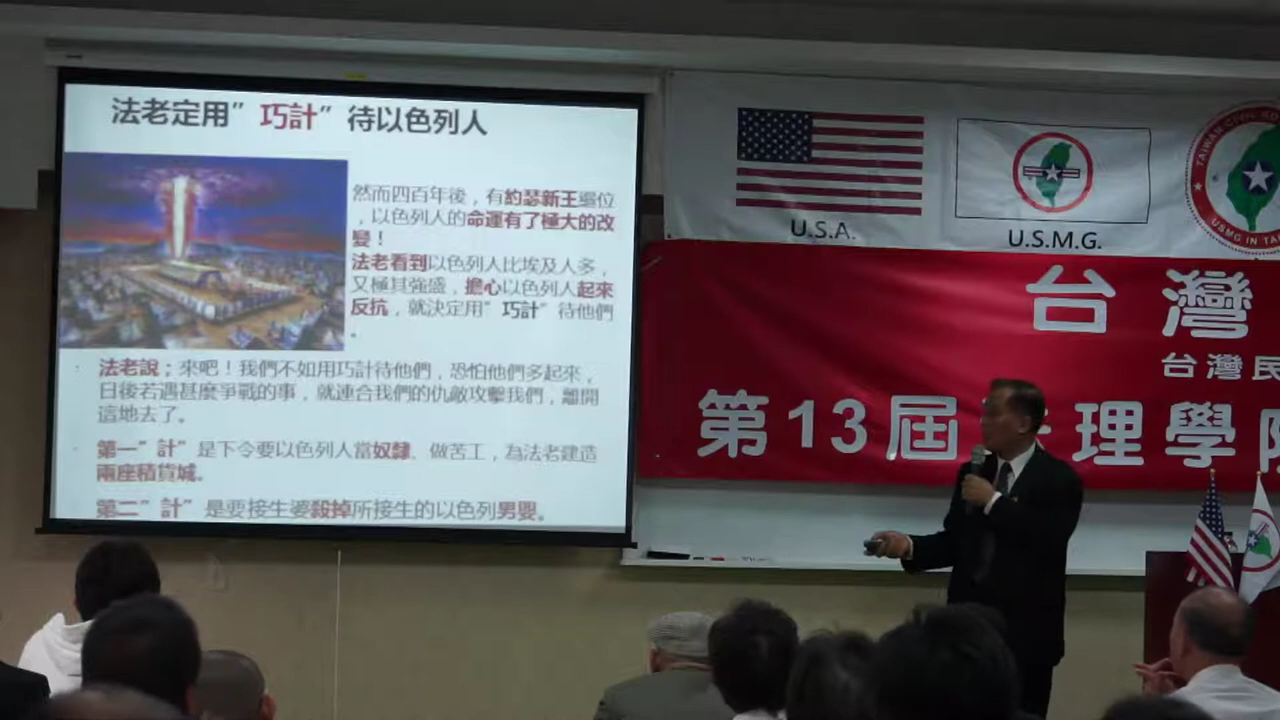 法老定用”巧計”待以色列人
然而四百年後，有約瑟新王還位
，以色列人的命運有了極大的改
變！
法老看到以色列人比埃及人多，
又極其強盛，擔心以色列人起來
反抗，就決定用”巧計”待他們
。
法老說；來吧！我們不如用巧計待他們，恐怕他們多起來，
日後若遇甚麼爭戰的事，就連合我們的仇敵攻擊我們，離開
這地去了。
第一”計”是下令要以色列人當奴隸、做苦工，為法老建造
兩座積貨城。
第二”計”是要接生婆殺掉所接生的以色列男嬰。
U.S.A.
U.S.M.G.
TAIWAN CIVIL
USMG IN TA
台灣
台灣民
第13屆 理學院